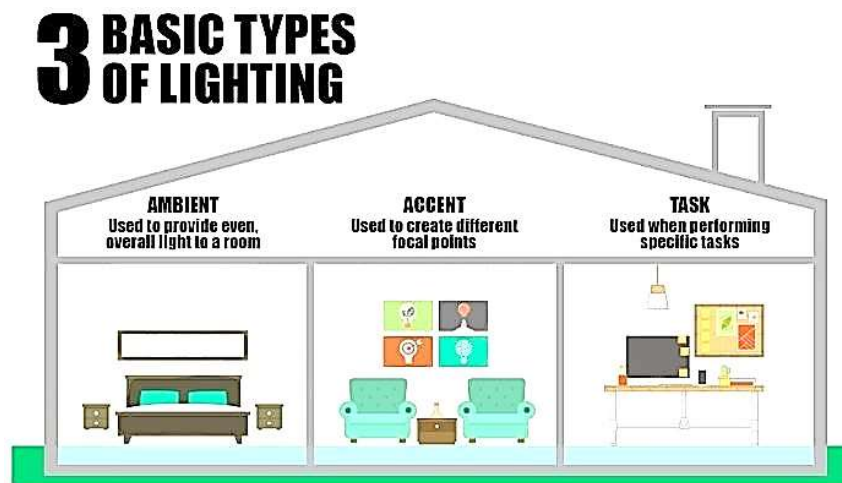 3 BASIC TYPES
OF LIGHTING
AMBIENT
Used to provide even,
overall light to a room
ACCENT
Used to create different
focal points
TASK
Used when performing
specific tasks